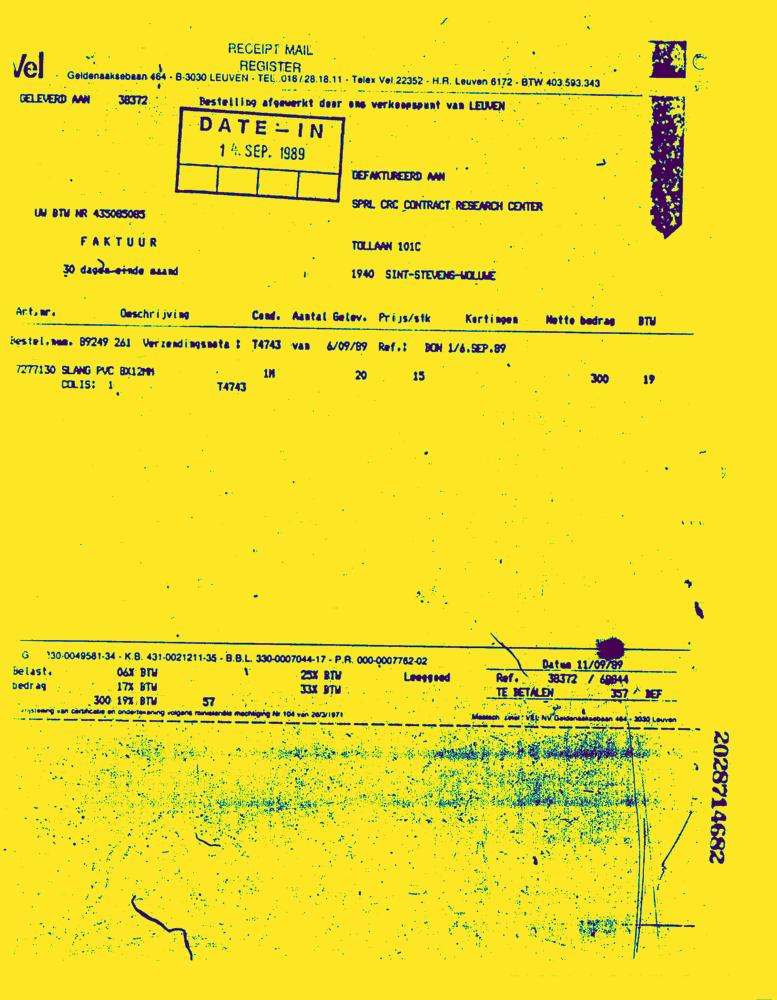 RECEIPT MAIL
REGISTER
Vel
Geldenaaksebaan 464 - B-3030 LEUVEN - TEL. 016/28.18.11 - Telex Vel 22352 - H.R. Leuven 6172 - BTW 403.593.343
GELEVERD AAN 38372 Bestelling afgewerkt door ons verkoopspunt van LEUVEN
DATE-IN
14. SEP. 1989
GEFAKTUREERD AAN
SPRL CRC CONTRACT RESEARCH CENTER
UW BTW NR 435085085
FAKTUUR
TOLLAAN 101C
30 dagen einde maand
1940 SINT-STEVENS-WOLUWE
Art.nr. Omschrijving Cond. Aantal Gelev. Prijs/stk Kortingen Netto bedrag BTW
Bestel.num. 89249 261 Verzendingsnota : T4743 van 6/09/89 Ref.: BON 1/6.SEP.89
7277130 SLANG PVC 8X12MM 1M 20 15 300 19
COLIS: 1 T4743
G 330-0049581-34 - K.B. 431-0021211-35 - B.B.L. 330-0007044-17 - P.R. 000-0007762-02
Datum 11/09/89
Belast. 06% BTW 25% BTW Leeggoed Ref. 38372 /
bedrag 17% BTW 33% BTW TE BETALEN 357 BEF
300 19% BTW 57
van certificatie en ondertekening volgens ministeriële machtiging Nr 104 van 26/3/1971
Maatsch. zetel : VEL NV Geldenaaksebaan 464 - 3030 Leuven
2028714682